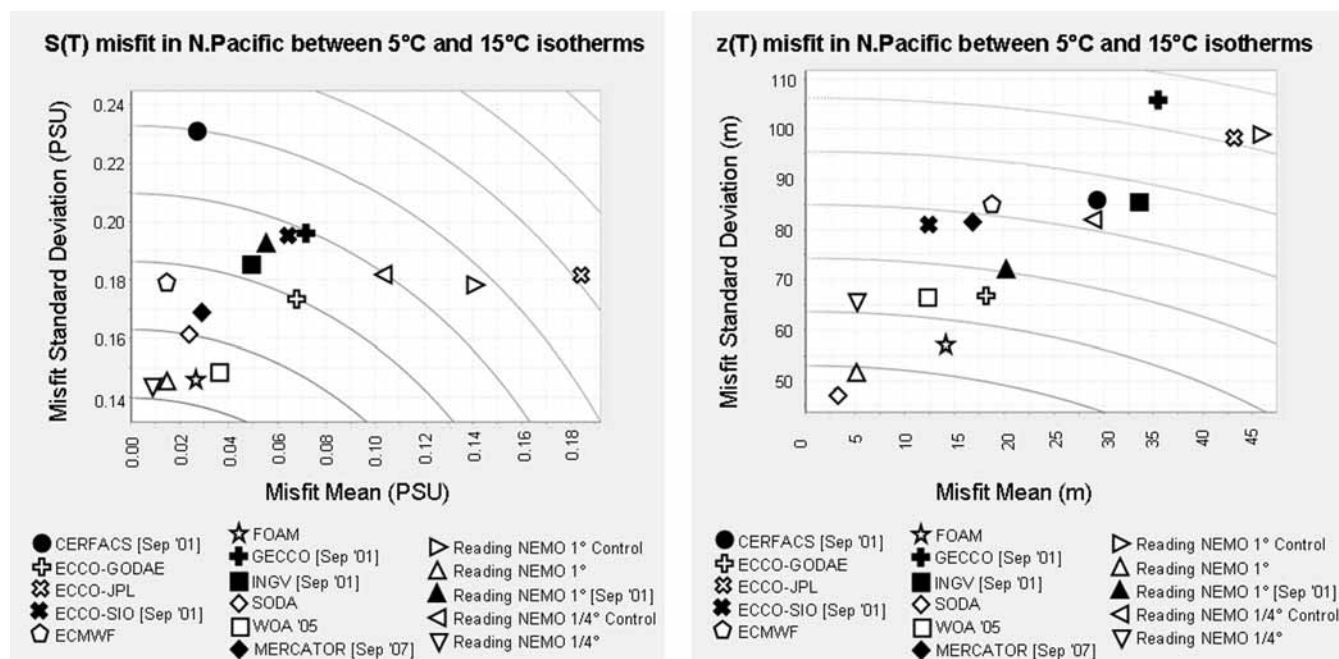 S(T) misfit in N.Pacific between 5°C and 15°C isotherms
Misfit Standard Deviation (PSU)
0.24
0.22
0.20
0.18
0.16
0.14
0.00
0.02
0.04
0.06
0.08
0.10
0.12
0.14
0.16
0.18
Misfit Mean (PSU)
CERFACS [Sep '01]
ECCO-GODAE
ECCO-JPL
ECCO-SIO [Sep '01]
ECMWF
FOAM
GECCO [Sep '01]
INGV [Sep '01]
SODA
WOA '05
MERCATOR [Sep '07]
Reading NEMO 1° Control
Reading NEMO 1°
Reading NEMO 1° [Sep '01]
Reading NEMO 1/4° Control
Reading NEMO 1/4°
z(T) misfit in N.Pacific between 5°C and 15°C isotherms
Misfit Standard Deviation (m)
110
100
90
80
70
60
50
0
5
10
15
20
25
30
35
40
45
Misfit Mean (m)
CERFACS [Sep '01]
ECCO-GODAE
ECCO-JPL
ECCO-SIO [Sep '01]
ECMWF
FOAM
GECCO [Sep '01]
INGV [Sep '01]
SODA
WOA '05
MERCATOR [Sep '07]
Reading NEMO 1° Control
Reading NEMO 1°
Reading NEMO 1° [Sep '01]
Reading NEMO 1/4° Control
Reading NEMO 1/4°